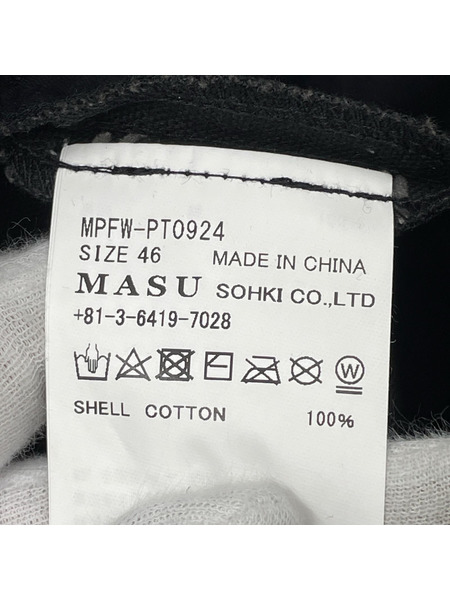 MPFW-PT0924
SIZE 46 MADE IN CHINA
MASU SOHKI CO.,LTD
+81-3-6419-7028
W
SHELL COTTON 100%